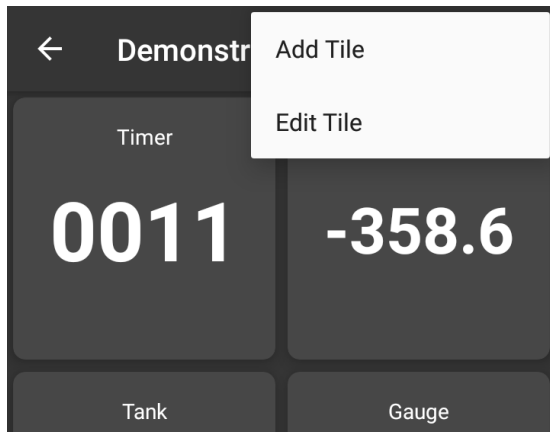 Demonstr
Add Tile
Edit Tile
Timer
0011
-358.6
Tank
Gauge